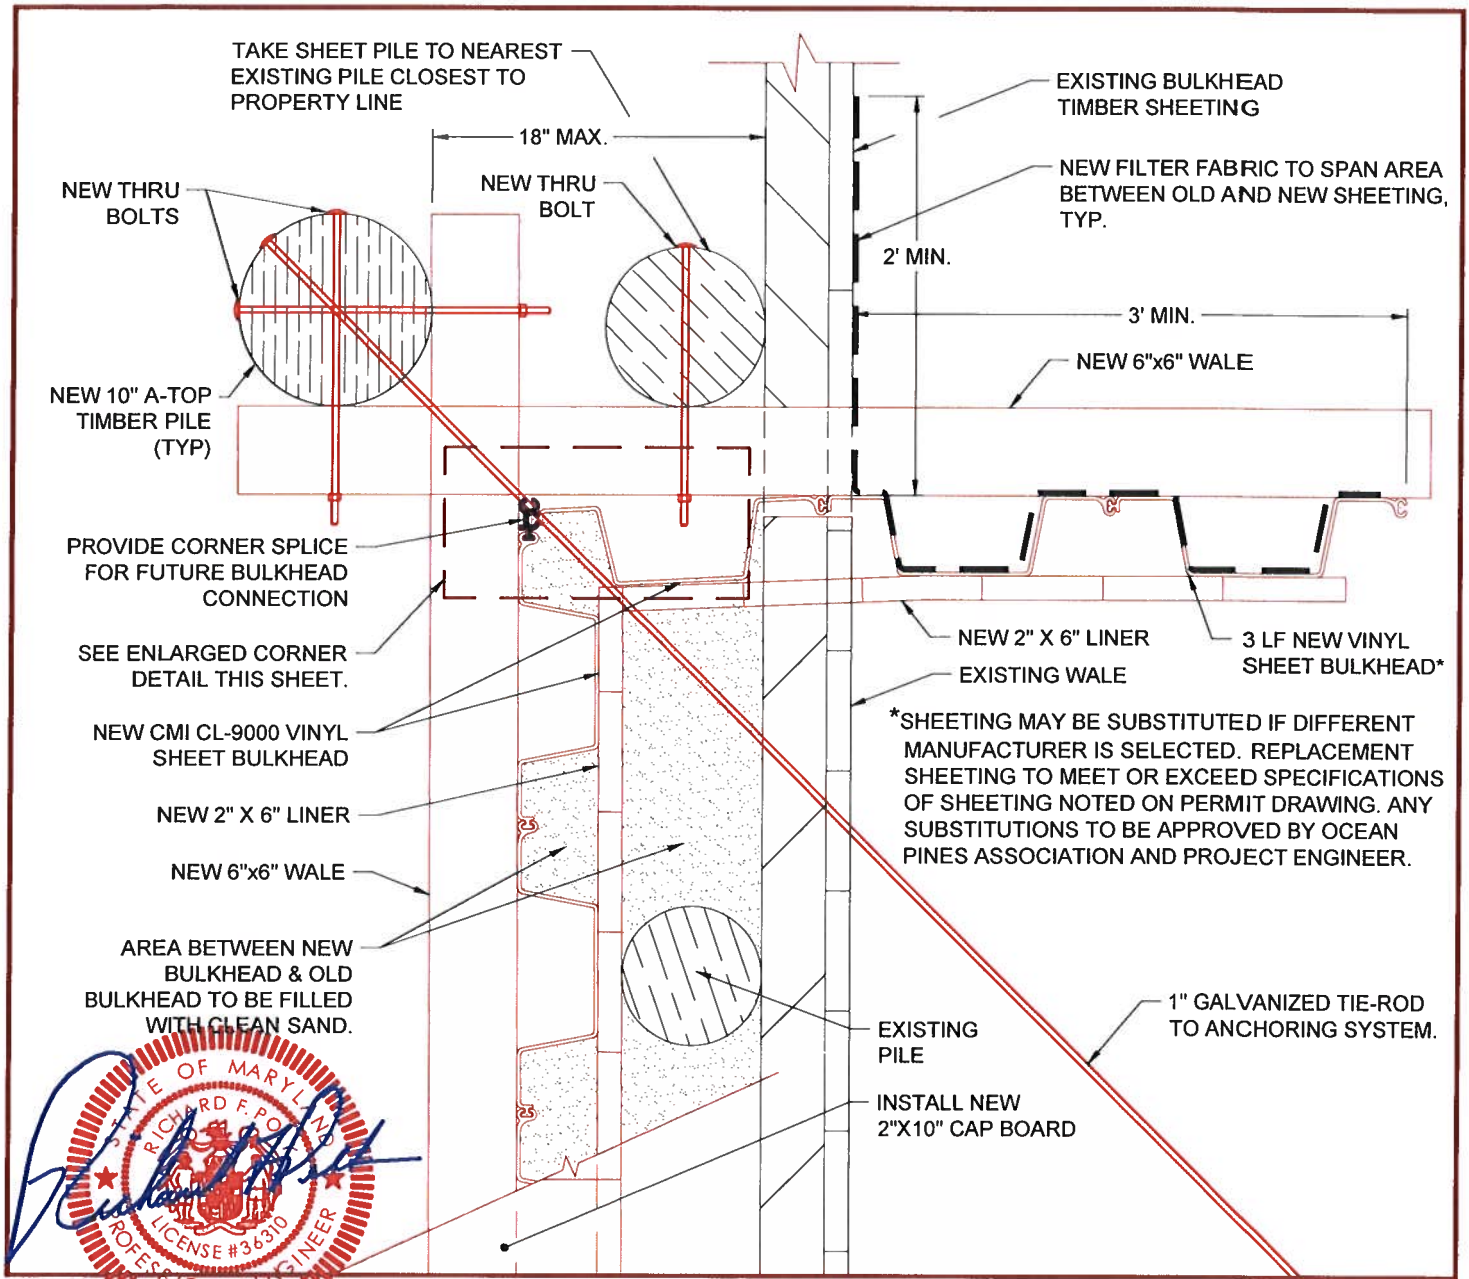 TAKE SHEET PILE TO NEAREST
EXISTING PILE CLOSEST TO
PROPERTY LINE
18" MAX.
EXISTING BULKHEAD
TIMBER SHEETING
NEW THRU
BOLTS
NEW THRU
BOLT
NEW FILTER FABRIC TO SPAN AREA
BETWEEN OLD AND NEW SHEETING,
TYP.
2' MIN.
3' MIN.
NEW 6"x6" WALE
NEW 10" A-TOP
TIMBER PILE
(TYP)
PROVIDE CORNER SPLICE
FOR FUTURE BULKHEAD
CONNECTION
SEE ENLARGED CORNER
DETAIL THIS SHEET.
NEW 2" X 6" LINER
3 LF NEW VINYL
SHEET BULKHEAD*
EXISTING WALE
NEW CMI CL-9000 VINYL
SHEET BULKHEAD
*SHEETING MAY BE SUBSTITUTED IF DIFFERENT
MANUFACTURER IS SELECTED. REPLACEMENT
SHEETING TO MEET OR EXCEED SPECIFICATIONS
OF SHEETING NOTED ON PERMIT DRAWING. ANY
SUBSTITUTIONS TO BE APPROVED BY OCEAN
PINES ASSOCIATION AND PROJECT ENGINEER.
NEW 2" X 6" LINER
NEW 6"x6" WALE
AREA BETWEEN NEW
BULKHEAD & OLD
BULKHEAD TO BE FILLED
WITH CLEAN SAND.
1" GALVANIZED TIE-ROD
TO ANCHORING SYSTEM.
EXISTING
PILE
INSTALL NEW
2"X10" CAP BOARD
STATE OF MARYLAND
RICHARD F.
LICENSE #36310